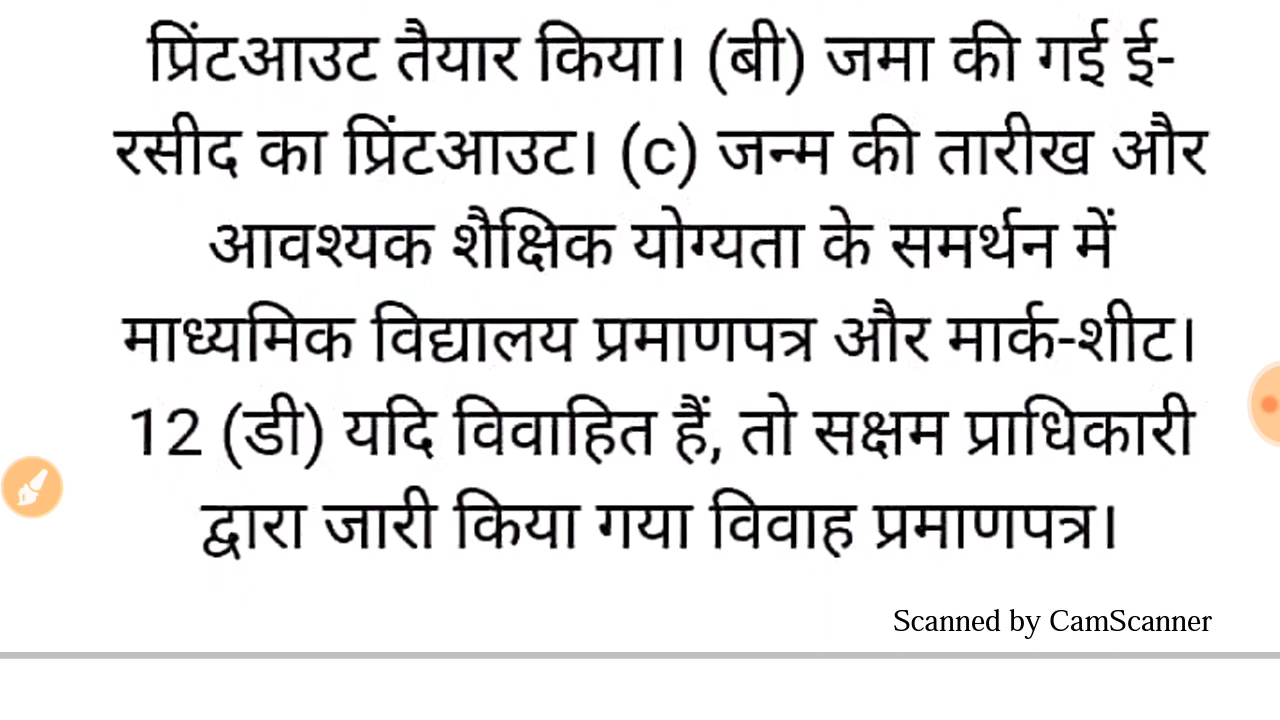 प्रिंटआउट तैयार किया। (बी) जमा की गई ई-
रसीद का प्रिंटआउट। (c) जन्म की तारीख और
आवश्यक शैक्षिक योग्यता के समर्थन में
माध्यमिक विद्यालय प्रमाणपत्र और मार्क-शीट।
12 (डी) यदि विवाहित हैं, तो सक्षम प्राधिकारी
द्वारा जारी किया गया विवाह प्रमाणपत्र।
Scanned by CamScanner